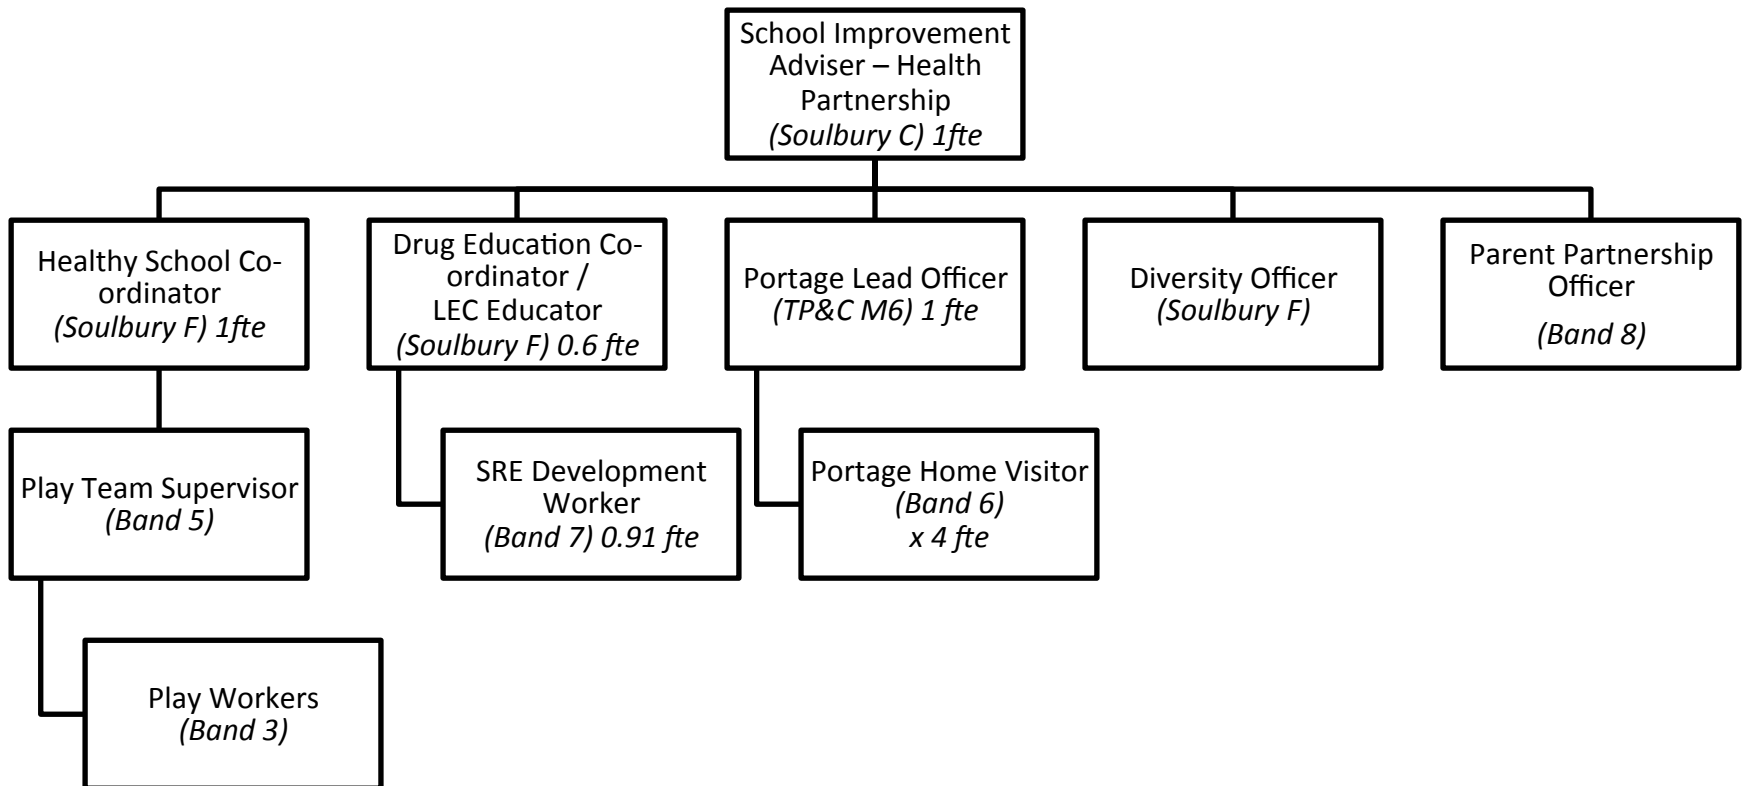 School Improvement
Adviser – Health
Partnership
(Soulbury C) 1fte
Healthy School Co-
ordinator
(Soulbury F) 1fte
Drug Education Co-
ordinator /
LEC Educator
(Soulbury F) 0.6 fte
Portage Lead Officer
(TP&C M6) 1 fte
Diversity Officer
(Soulbury F)
Parent Partnership
Officer
(Band 8)
Play Team Supervisor
(Band 5)
SRE Development
Worker
(Band 7) 0.91 fte
Portage Home Visitor
(Band 6)
x 4 fte
Play Workers
(Band 3)